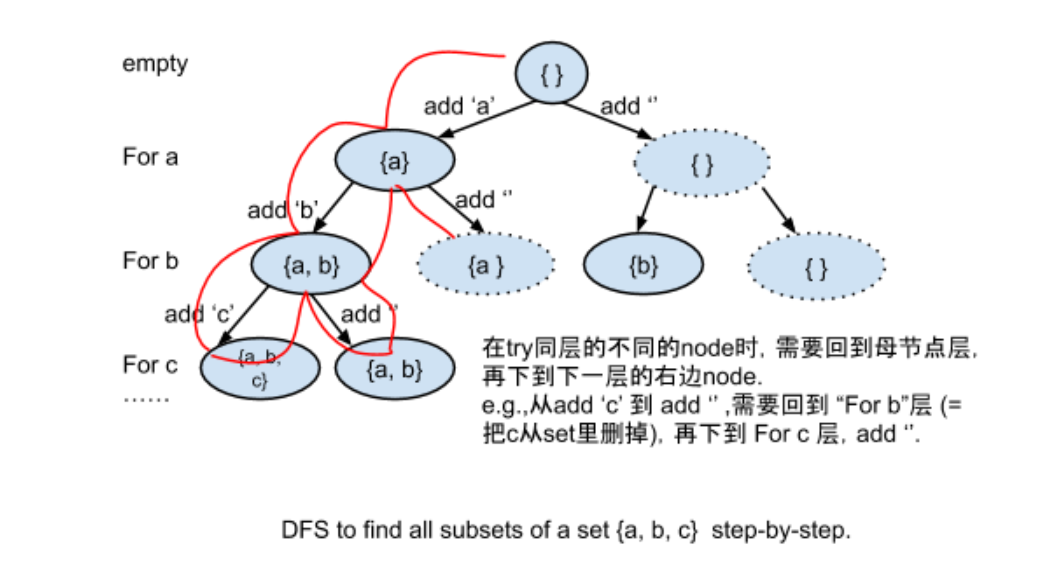 empty
{ }
add ‘a’
add ‘’
For a
{a}
{ }
add ‘b’
add ‘’
For b
{a, b}
{a }
{b}
{ }
add ‘c’
add ‘’
For c
{a, b,
c}
{a, b}
……
在try同层的不同的node时, 需要回到母节点层,
再下到下一层的右边node.
e.g.,从add ‘c’ 到 add ‘’ ,需要回到 “For b”层 (=
把c从set里删掉), 再下到 For c 层, add ‘’.
DFS to find all subsets of a set {a, b, c} step-by-step.